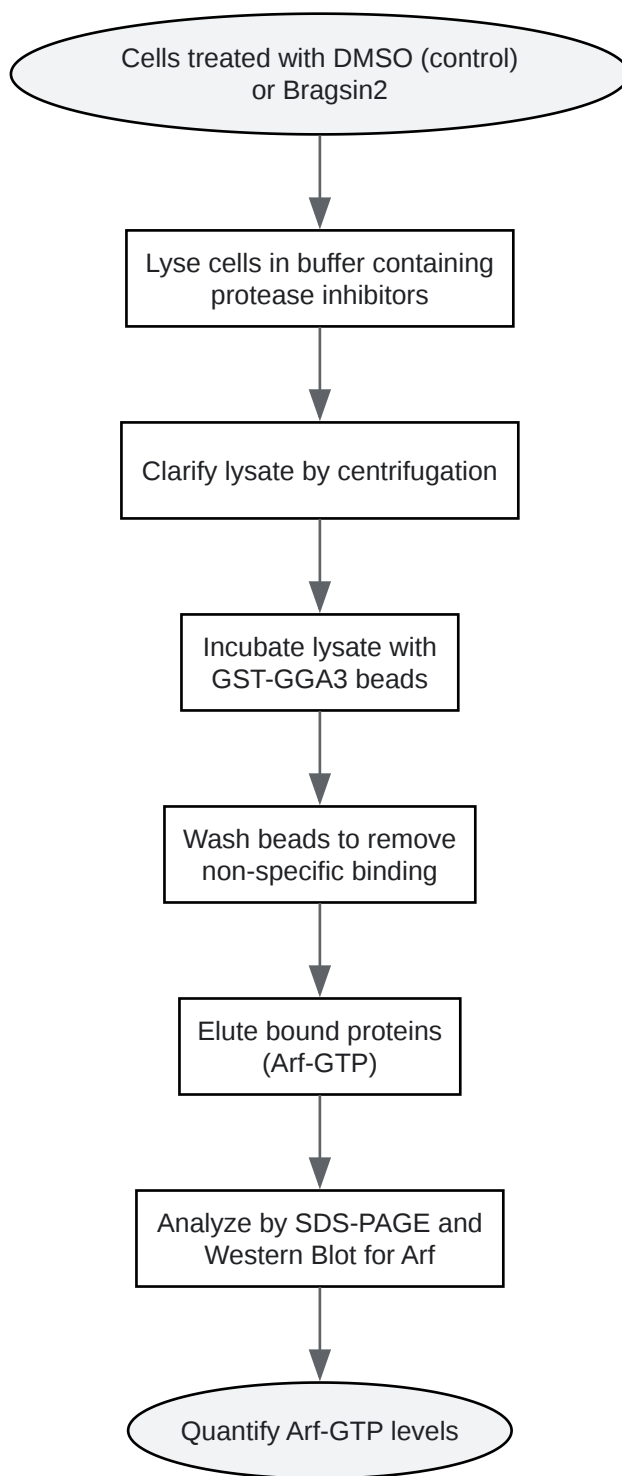 Cells treated with DMSO (control)
or Bragsin2
Lyse cells in buffer containing
protease inhibitors
Clarify lysate by centrifugation
Incubate lysate with
GST-GGA3 beads
Wash beads to remove
non-specific binding
Elute bound proteins
(Arf-GTP)
Analyze by SDS-PAGE and
Western Blot for Arf
Quantify Arf-GTP levels